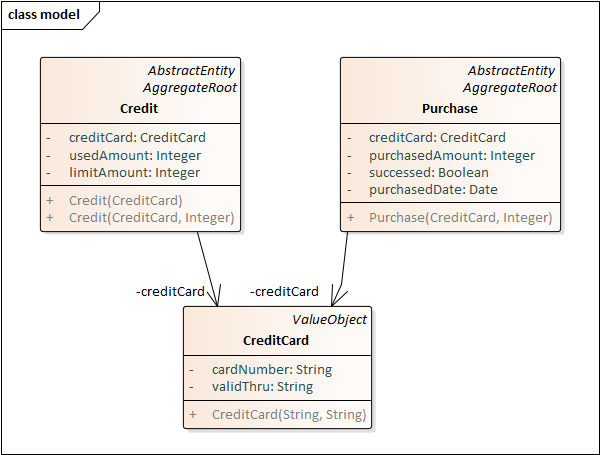 class model
AbstractEntity
AggregateRoot
Credit
- creditCard: CreditCard
- usedAmount: Integer
- limitAmount: Integer
+ Credit(CreditCard)
+ Credit(CreditCard, Integer)
AbstractEntity
AggregateRoot
Purchase
- creditCard: CreditCard
- purchasedAmount: Integer
- successed: Boolean
- purchasedDate: Date
+ Purchase(CreditCard, Integer)
-creditCard
-creditCard
ValueObject
CreditCard
- cardNumber: String
- validThru: String
+ CreditCard(String, String)